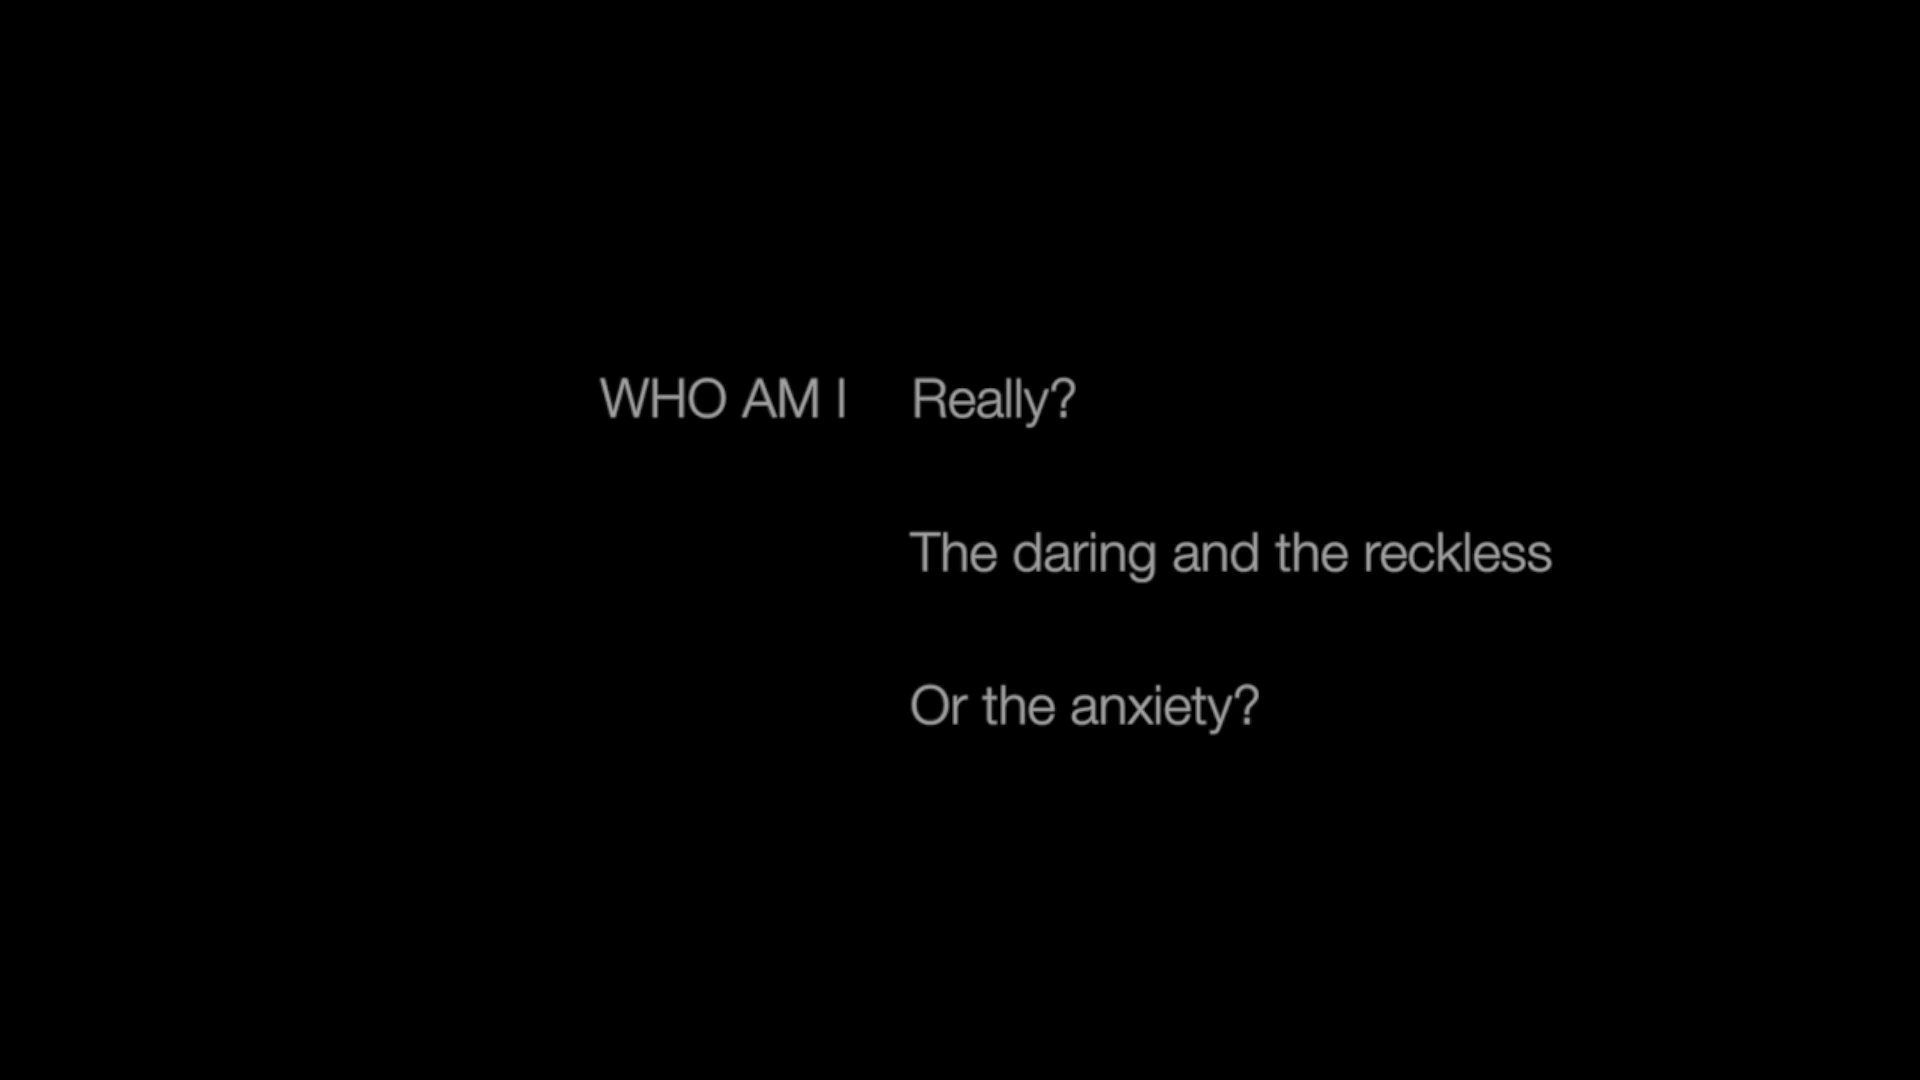 WHO AM I Really?
The daring and the reckless
Or the anxiety?